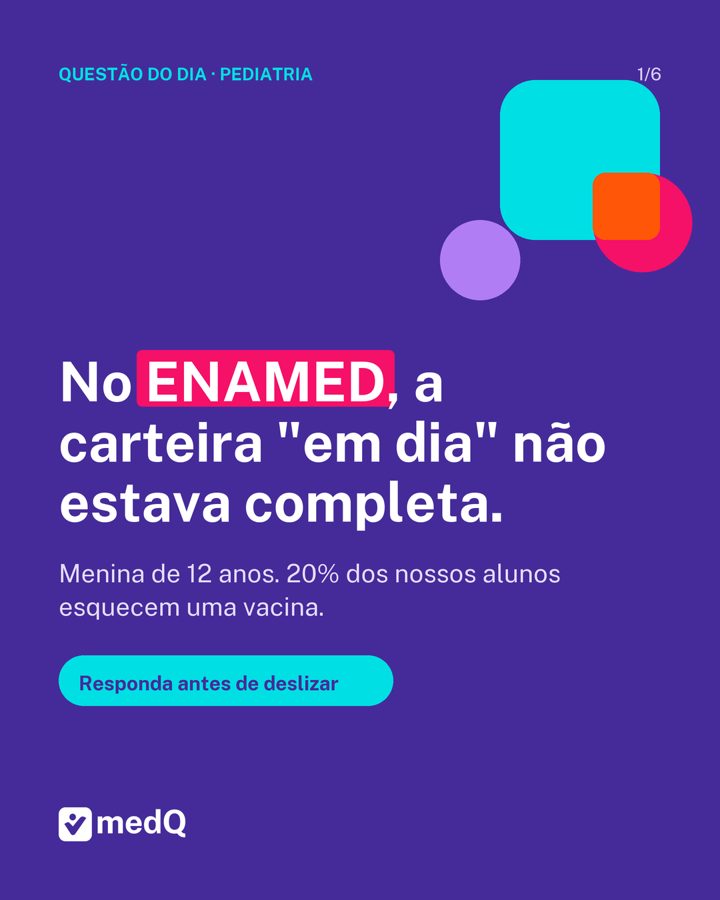 QUESTÃO DO DIA · PEDIATRIA
1/6
No ENAMED, a
carteira "em dia" não
estava completa.
Menina de 12 anos. 20% dos nossos alunos
esquecem uma vacina.
Responda antes de deslizar
medQ